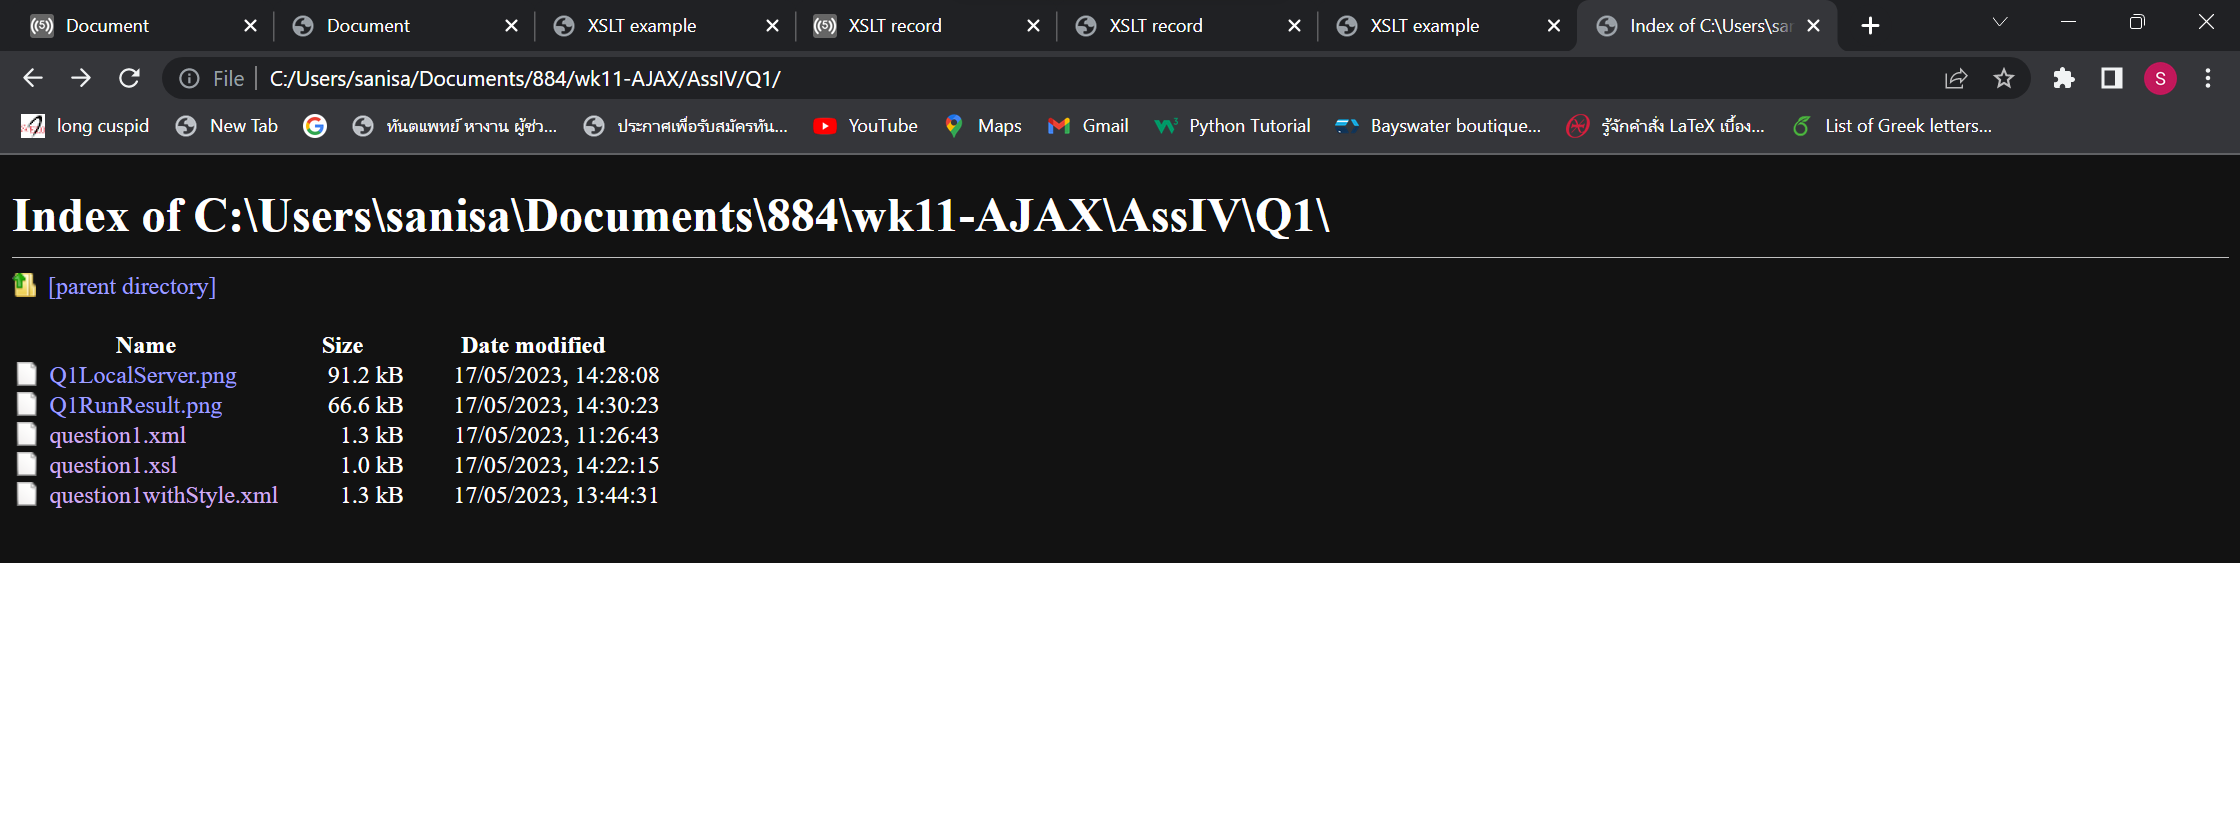 Document Document XSLT example XSLT record XSLT record XSLT example Index of C:\Users\sar
File C:/Users/sanisa/Documents/884/wk11-AJAX/AssIV/Q1/ S
long cuspid New Tab ทันตแพทย์ หางาน ผู้ช่ว... ประกาศเพื่อรับสมัครทัน... YouTube Maps Gmail Python Tutorial Bayswater boutique... รู้จักคำสั่ง LaTeX เบื้อง... List of Greek letters...
Index of C:\Users\sanisa\Documents\884\wk11-AJAX\AssIV\Q1\
[parent directory]
Name Size Date modified
Q1LocalServer.png 91.2 kB 17/05/2023, 14:28:08
Q1RunResult.png 66.6 kB 17/05/2023, 14:30:23
question1.xml 1.3 kB 17/05/2023, 11:26:43
question1.xsl 1.0 kB 17/05/2023, 14:22:15
question1withStyle.xml 1.3 kB 17/05/2023, 13:44:31